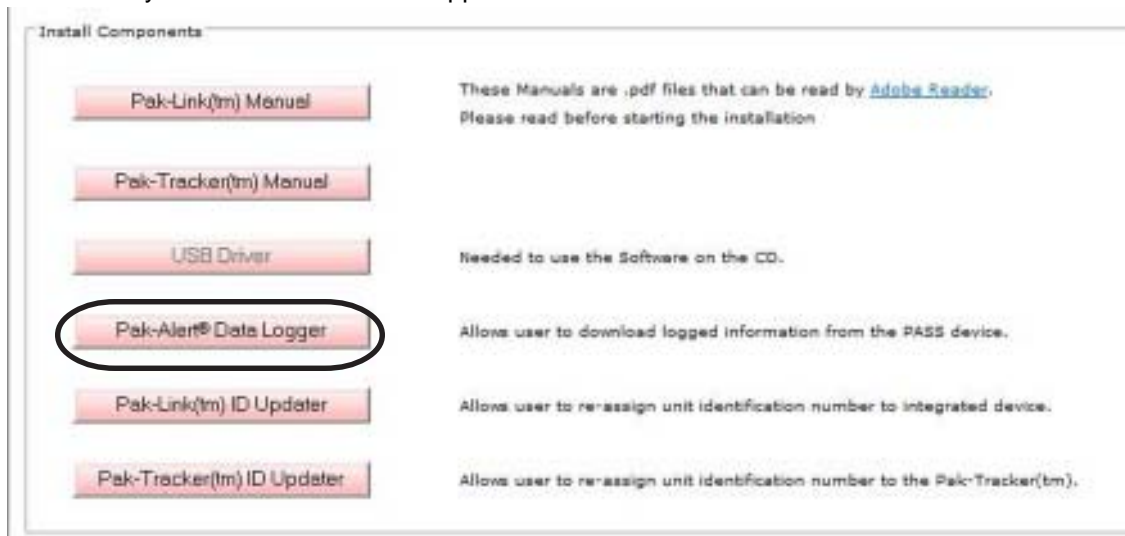 Install Components
Pak-Link(tm) Manual
These Manuals are .pdf files that can be read by Adobe Reader.
Please read before starting the installation
Pak-Tracker(tm) Manual
USB Driver
Needed to use the Software on the CD.
Pak-Alert® Data Logger
Allows user to download logged information from the PASS device.
Pak-Link(tm) ID Updater
Allows user to re-assign unit identification number to integrated device.
Pak-Tracker(tm) ID Updater
Allows user to re-assign unit identification number to the Pak-Tracker(tm).